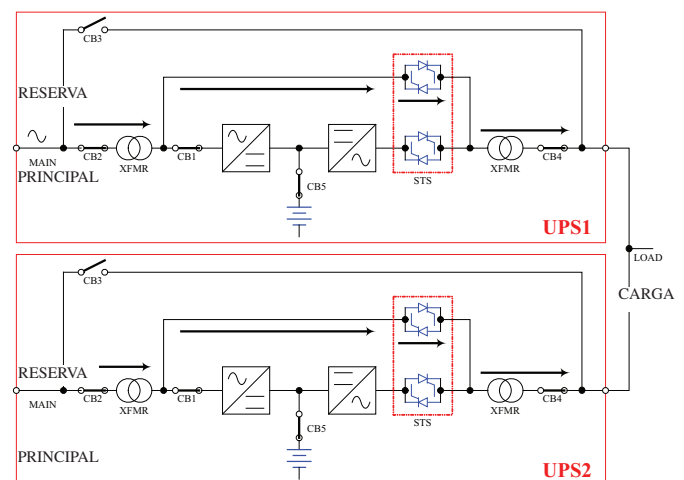 CB3
RESERVA
MAIN
CB2
XFMR
CB1
CB5
STS
XFMR
CB4
PRINCIPAL
UPS1
LOAD
CARGA
CB3
RESERVA
MAIN
CB2
XFMR
CB1
CB5
STS
XFMR
CB4
PRINCIPAL
UPS2